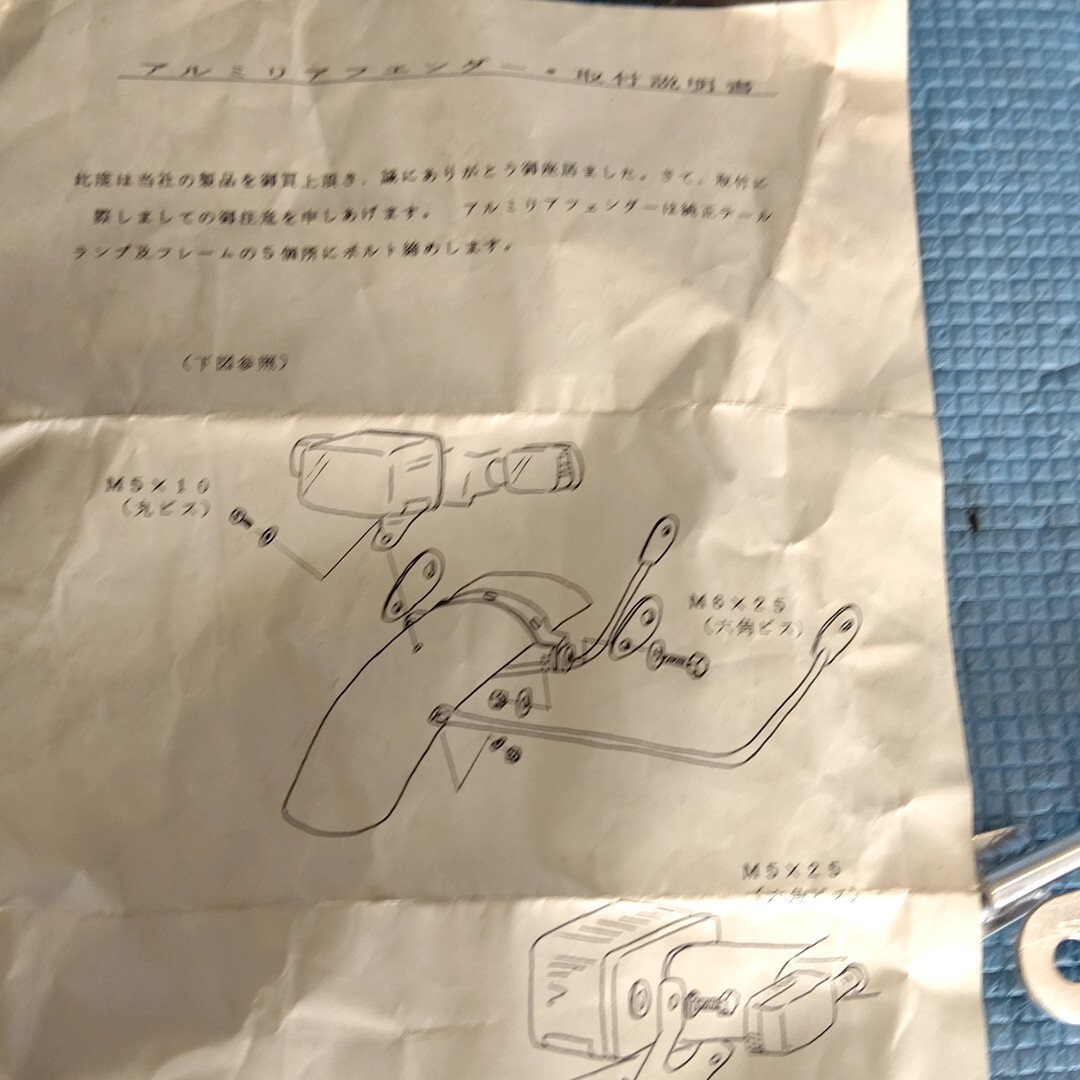 アルミリアフェンダー・取付説明書
此度は当社の製品を御買上頂き、誠にありがとう御座居ました。さて、取付に
際しましての御注意を申しあげます。 アルミリアフェンダーは純正テール
ランプ及フレームの5個所にボルト締めします。
(下図参照)
M5×10
(丸ビス)
M6×25
(六角ビス)
M5×25
(六角ビス)